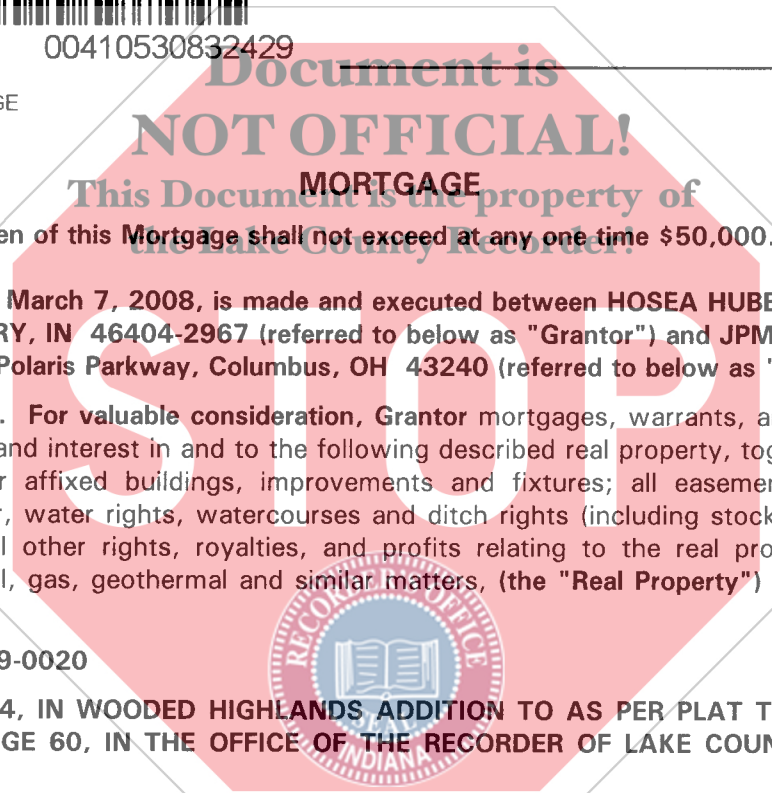 00410530832429
Document is
GE
NOT OFFICIAL!
MORTGAGE
This Document is the property of
the Lake County Recorder!
en of this Mortgage shall not exceed at any one time $50,000.
March 7, 2008, is made and executed between HOSEA HUBE
RY, IN 46404-2967 (referred to below as "Grantor") and JPM
Polaris Parkway, Columbus, OH 43240 (referred to below as "
STOP
. For valuable consideration, Grantor mortgages, warrants, a
and interest in and to the following described real property, tog
r affixed buildings, improvements and fixtures; all easemen
, water rights, watercourses and ditch rights (including stock
l other rights, royalties, and profits relating to the real pro
l, gas, geothermal and similar matters, (the "Real Property")
RECORDER'S OFFICE
SEAL
INDIANA
9-0020
4, IN WOODED HIGHLANDS ADDITION TO AS PER PLAT T
GE 60, IN THE OFFICE OF THE RECORDER OF LAKE COUN